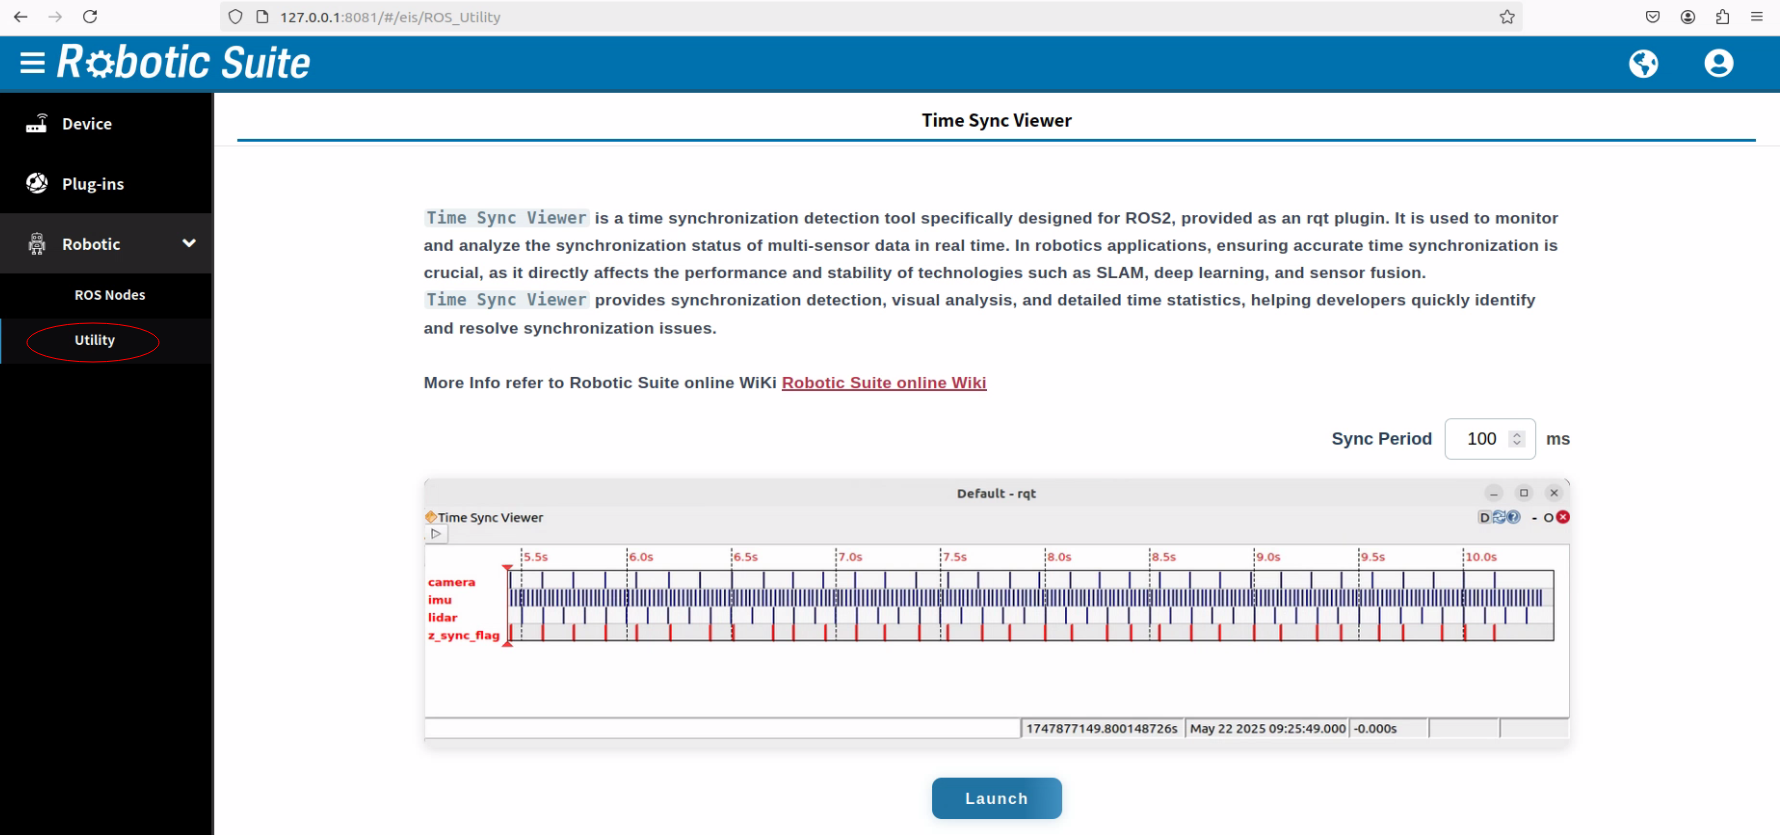 127.0.0.1:8081/#/eis/ROS_Utility
Robotic Suite
Device
Plug-ins
Robotic
ROS Nodes
Utility
Time Sync Viewer
Time Sync Viewer is a time synchronization detection tool specifically designed for ROS2, provided as an rqt plugin. It is used to monitor
and analyze the synchronization status of multi-sensor data in real time. In robotics applications, ensuring accurate time synchronization is
crucial, as it directly affects the performance and stability of technologies such as SLAM, deep learning, and sensor fusion.
Time Sync Viewer provides synchronization detection, visual analysis, and detailed time statistics, helping developers quickly identify
and resolve synchronization issues.
More Info refer to Robotic Suite online WiKi Robotic Suite online Wiki
Sync Period 100 ms
Default - rqt
Time Sync Viewer D ? - O
5.5s 6.0s 6.5s 7.0s 7.5s 8.0s 8.5s 9.0s 9.5s 10.0s
camera
imu
lidar
z_sync_flag
1747877149.800148726s May 22 2025 09:25:49.000 -0.000s
Launch